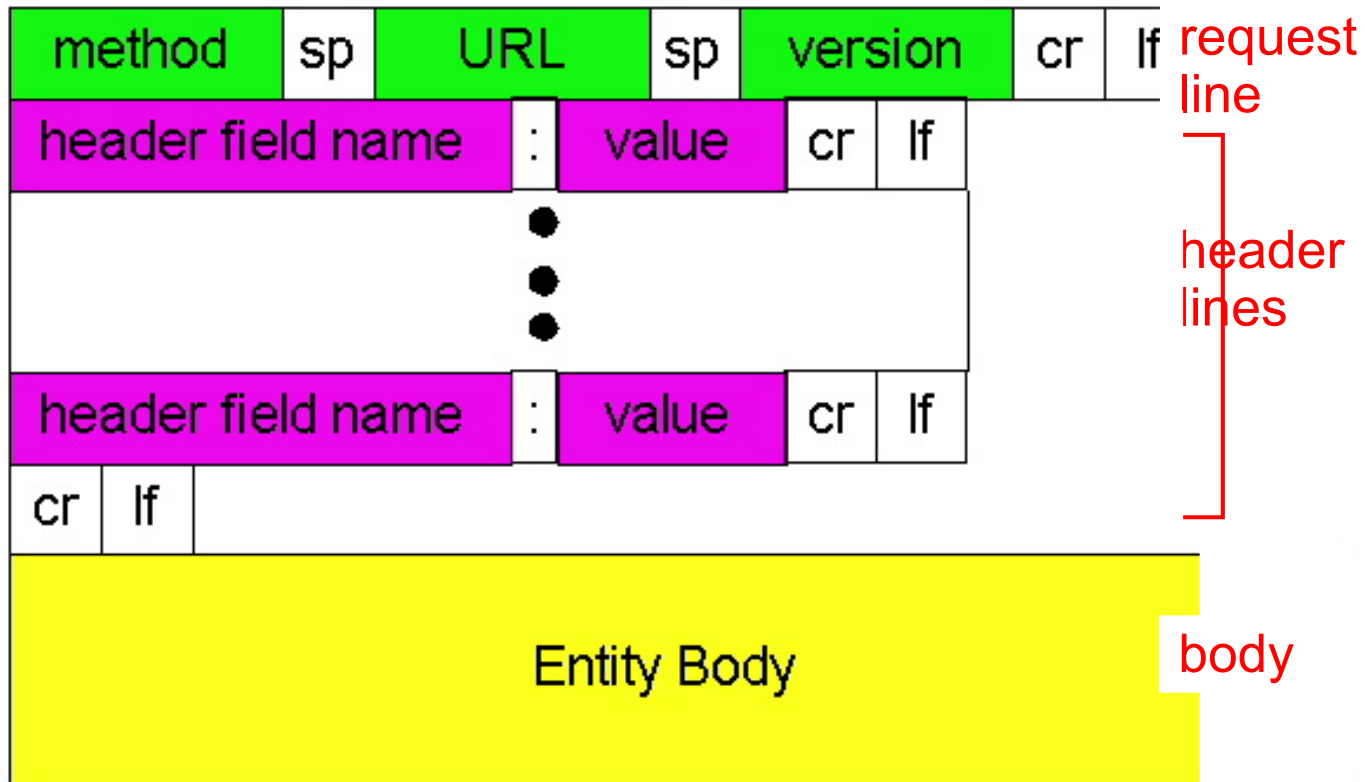 method sp URL sp version cr lf
request
line
header field name : value cr lf
header
lines
header field name : value cr lf
cr lf
Entity Body
body